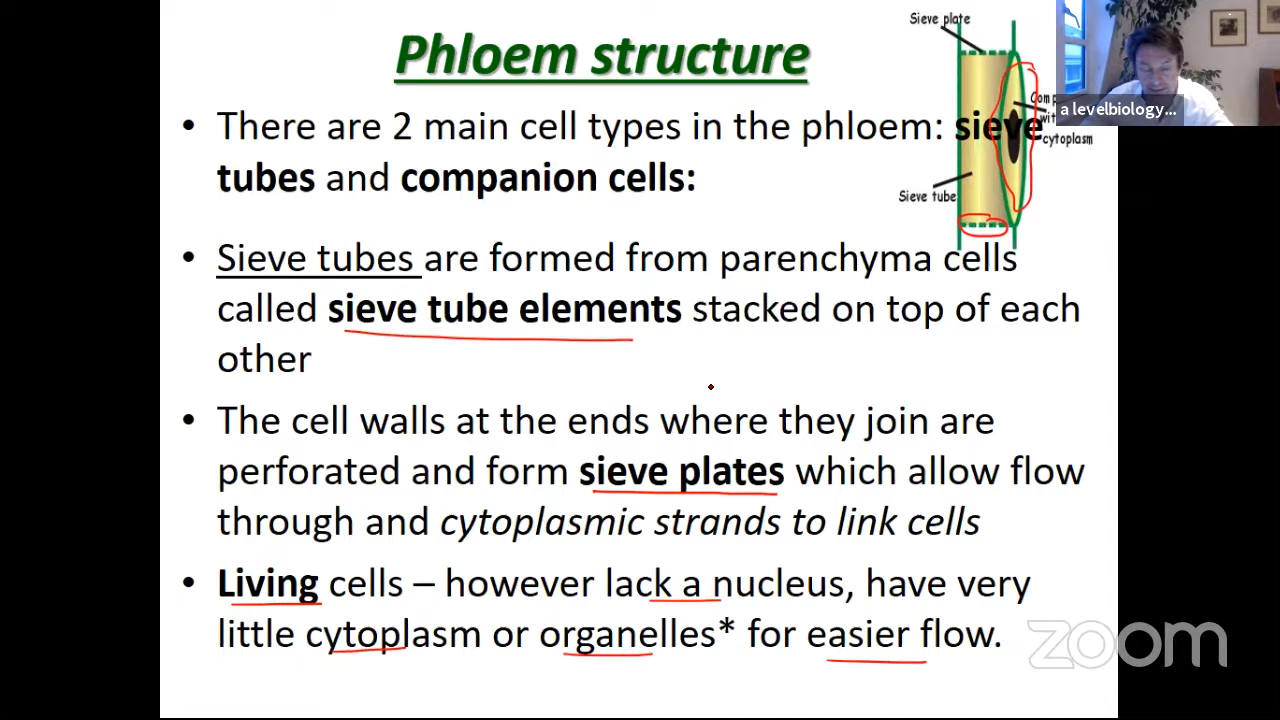 Phloem structure
Sieve plate
• There are 2 main cell types in the phloem: sieve
tubes and companion cells:
cytoplasm
Sieve tube
a levelbiology...
• Sieve tubes are formed from parenchyma cells
called sieve tube elements stacked on top of each
other
• The cell walls at the ends where they join are
perforated and form sieve plates which allow flow
through and cytoplasmic strands to link cells
• Living cells – however lack a nucleus, have very
little cytoplasm or organelles* for easier flow.
zoom